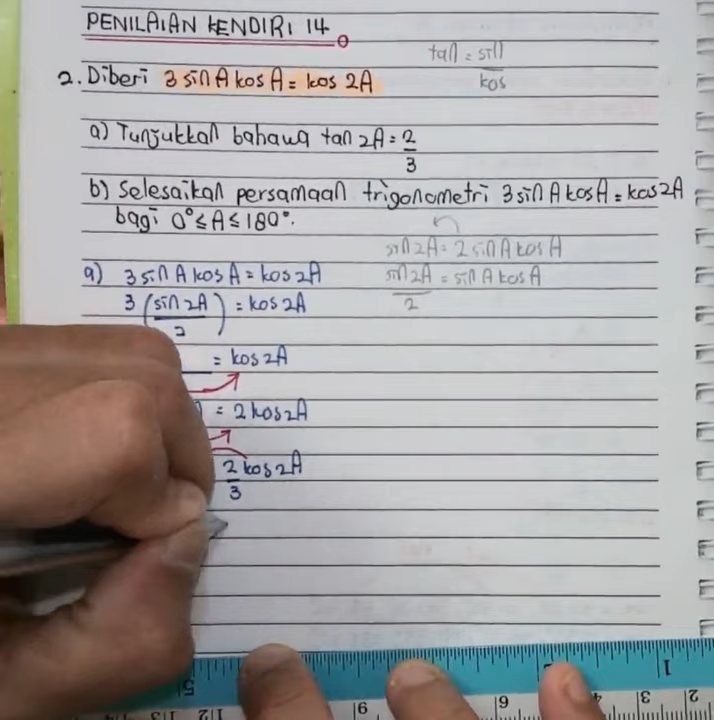 PENILAIAN KENDIRI 14
tan = sin
kos
2. Diberi 3 sin A kos A = kos 2A
a) Tunjukkan bahawa tan 2A = 2
3
b) Selesaikan persamaan trigonometri 3 sin A kos A = kos 2A
bagi 0° ≤ A ≤ 180°.
sin 2A = 2 sin A kos A
sin 2A = sin A kos A
2
a) 3 sin A kos A = kos 2A
3 (sin 2A) = kos 2A
2
= kos 2A
= 2 kos 2A
2 kos 2A
3